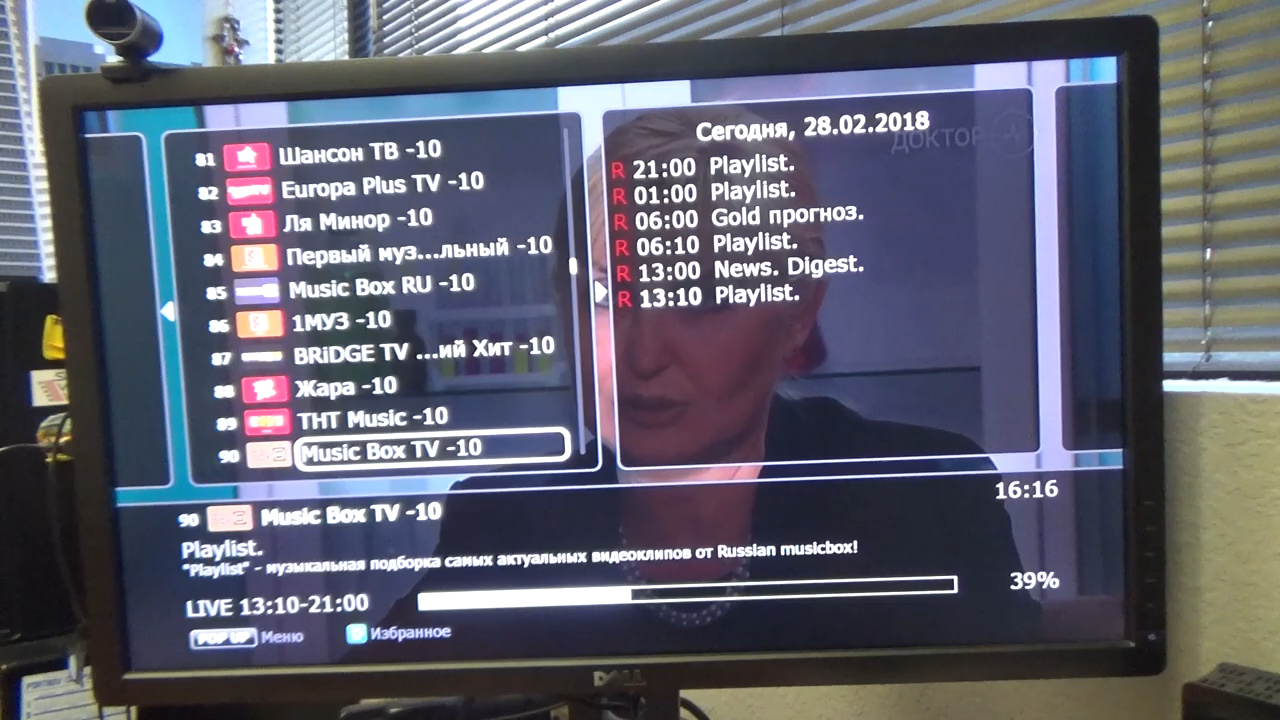 81 Шансон ТВ -10
82 Europa Plus TV -10
83 Ля Минор -10
84 Первый муз...льный -10
85 Music Box RU -10
86 1МУЗ -10
87 BRiDGE TV ...ий Хит -10
88 Жара -10
89 ТНТ Music -10
90 Music Box TV -10
ДОКТОР
Сегодня, 28.02.2018
R 21:00 Playlist.
R 01:00 Playlist.
R 06:00 Gold прогноз.
R 06:10 Playlist.
R 13:00 News. Digest.
R 13:10 Playlist.
16:16
90 Music Box TV -10
Playlist.
"Playlist" - музыкальная подборка самых актуальных видеоклипов от Russian musicbox!
LIVE 13:10-21:00
39%
POP UP Меню
D Избранное
DELL